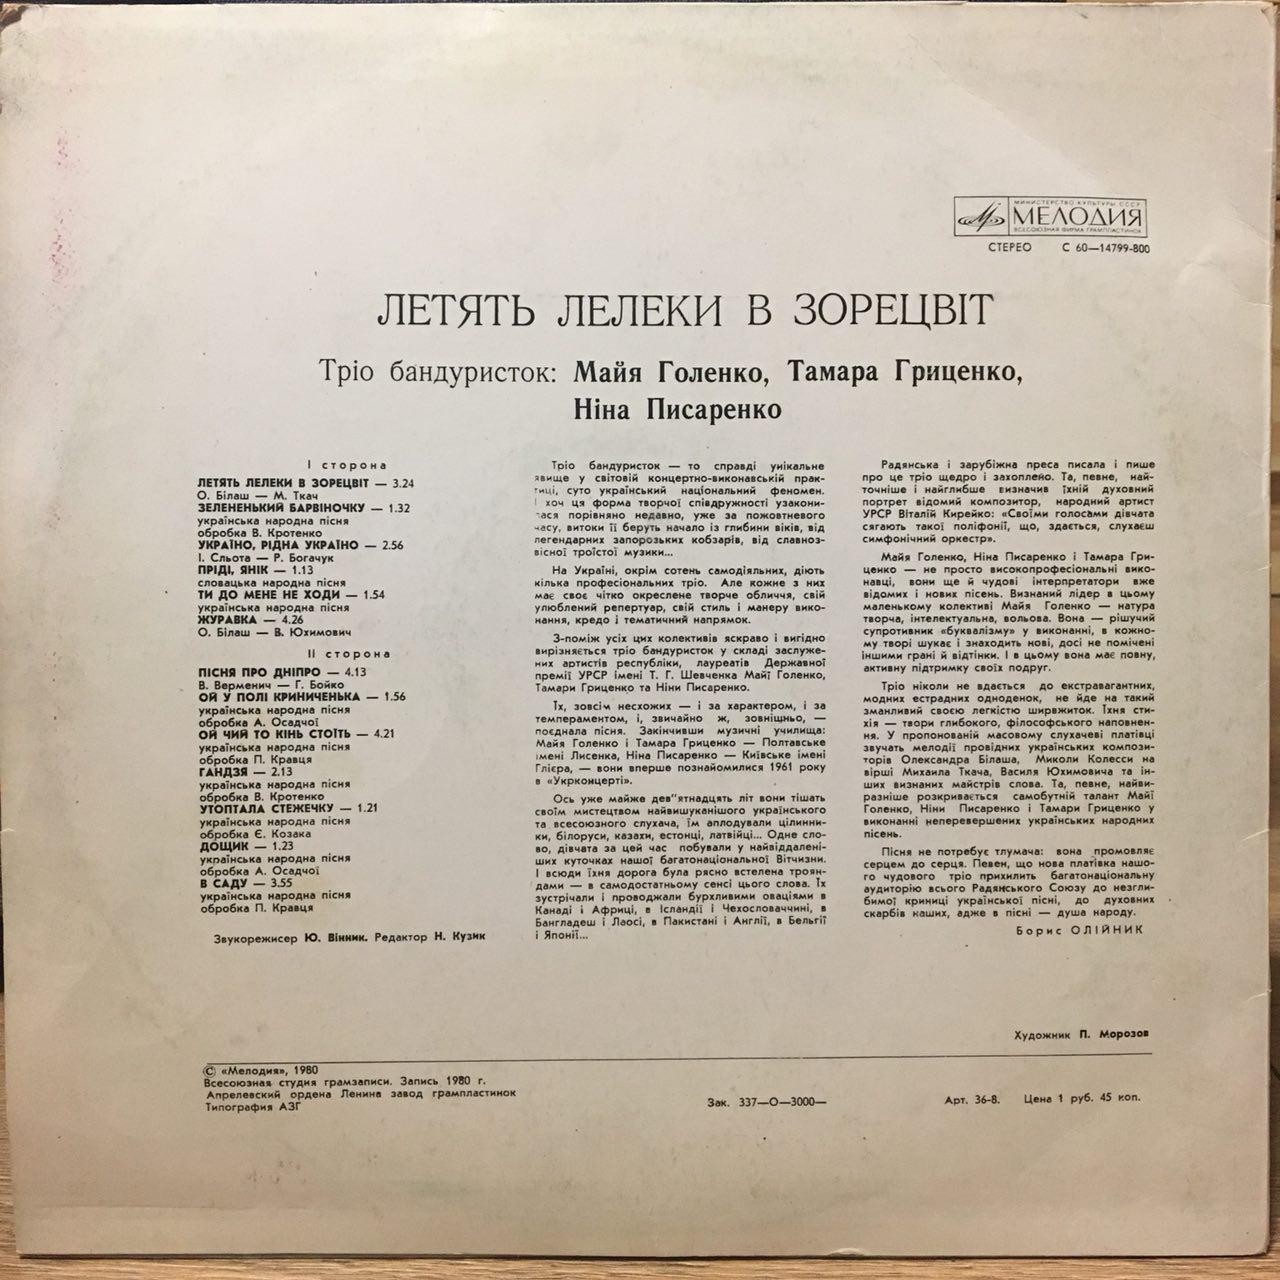 МИНИСТЕРСТВО КУЛЬТУРЫ СССР
МЕЛОДИЯ
ВСЕСОЮЗНАЯ ФИРМА ГРАМПЛАСТИНОК
СТЕРЕО С 60—14799-800
ЛЕТЯТЬ ЛЕЛЕКИ В ЗОРЕЦВІТ
Тріо бандуристок: Майя Голенко, Тамара Гриценко,
Ніна Писаренко
І сторона
ЛЕТЯТЬ ЛЕЛЕКИ В ЗОРЕЦВІТ — 3.24
О. Білаш — М. Ткач
ЗЕЛЕНЕНЬКИЙ БАРВІНОЧКУ — 1.32
українська народна пісня
обробка В. Кротенко
УКРАЇНО, РІДНА УКРАЇНО — 2.56
І. Сльота — Р. Богачук
ПРІДІ, ЯНІК — 1.13
словацька народна пісня
ТИ ДО МЕНЕ НЕ ХОДИ — 1.54
українська народна пісня
ЖУРАВКА — 4.26
О. Білаш — В. Юхимович
ІІ сторона
ПІСНЯ ПРО ДНІПРО — 4.13
В. Верменич — Г. Бойко
ОЙ У ПОЛІ КРИНИЧЕНЬКА — 1.56
українська народна пісня
обробка А. Осадчої
ОЙ ЧИЙ ТО КІНЬ СТОЇТЬ — 4.21
українська народна пісня
обробка П. Кравця
ГАНДЗЯ — 2.13
українська народна пісня
обробка В. Кротенко
УТОПТАЛА СТЕЖЕЧКУ — 1.21
українська народна пісня
обробка Є. Козака
ДОЩИК — 1.23
українська народна пісня
обробка А. Осадчої
В САДУ — 3.55
українська народна пісня
обробка П. Кравця
Звукорежисер Ю. Вінник. Редактор Н. Кузик
Тріо бандуристок — то справді унікальне
явище у світовій концертно-виконавській прак-
тиці, суто український національний феномен.
І хоч ця форма творчої співдружності узакони-
лася порівняно недавно, уже за пожовтневого
часу, витоки її беруть начало із глибини віків, від
легендарних запорозьких кобзарів, від славноз-
вісної троїстої музики...
На Україні, окрім сотень самодіяльних, діють
кілька професіональних тріо. Але кожне з них
має своє чітко окреслене творче обличчя, свій
улюблений репертуар, свій стиль і манеру вико-
нання, кредо і тематичний напрямок.
З-поміж усіх цих колективів яскраво і вигідно
вирізняється тріо бандуристок у складі заслуже-
них артистів республіки, лауреатів Державної
премії УРСР імені Т. Г. Шевченка Майї Голенко,
Тамари Гриценко та Ніни Писаренко.
Їх, зовсім несхожих — і за характером, і за
темпераментом, і, звичайно ж, зовнішньо, —
поєднала пісня. Закінчивши музичні училища:
Майя Голенко і Тамара Гриценко — Полтавське
імені Лисенка, Ніна Писаренко — Київське імені
Глієра, — вони вперше познайомилися 1961 року
в «Укрконцерті».
Ось уже майже дев"ятнадцять літ вони тішать
своїм мистецтвом найвишуканішого українського
та всесоюзного слухача, їм аплодували цілинни-
ки, білоруси, казахи, естонці, латвійці... Одне сло-
во, дівчата за цей час побували у найвіддалені-
ших куточках нашої багатонаціональної Вітчизни.
І всюди їхня дорога була рясно встелена троян-
дами — в самодостатньому сенсі цього слова. Їх
зустрічали і проводжали бурхливими оваціями в
Канаді і Африці, в Ісландії і Чехословаччині, в
Бангладеш і Лаосі, в Пакистані і Англії, в Бельгії
і Японії...
Радянська і зарубіжна преса писала і пише
про це тріо щедро і захоплено. Та, певне, най-
точніше і найглибше визначив їхній духовний
портрет відомий композитор, народний артист
УРСР Віталій Кирейко: «Своїми голосами дівчата
сягають такої поліфонії, що, здається, слухаєш
симфонічний оркестр».
Майя Голенко, Ніна Писаренко і Тамара Гри-
ценко — не просто високопрофесіональні вико-
навці, вони ще й чудові інтерпретатори вже
відомих і нових пісень. Визнаний лідер в цьому
маленькому колективі Майя Голенко — натура
творча, інтелектуальна, вольова. Вона — рішучий
супротивник «буквалізму» у виконанні, в кожно-
му творі шукає і знаходить нові, досі не помічені
іншими грані й відтінки. І в цьому вона має повну,
активну підтримку своїх подруг.
Тріо ніколи не вдається до екстравагантних,
модних естрадних одноденок, не йде на такий
зманливий своєю легкістю ширвжиток. Їхня сти-
хія — твори глибокого, філософського наповнен-
ня. У пропонованій масовому слухачеві платівці
звучать мелодії провідних українських компози-
торів Олександра Білаша, Миколи Колесси на
вірші Михаила Ткача, Василя Юхимовича та ін-
ших визнаних майстрів слова. Та, певне, найви-
разніше розкривається самобутній талант Майї
Голенко, Ніни Писаренко і Тамари Гриценко у
виконанні неперевершених українських народних
пісень.
Пісня не потребує тлумача: вона промовляє
серцем до серця. Певен, що нова платівка нашо-
го чудового тріо прихилить багатонаціональну
аудиторію всього Радянського Союзу до незгли-
бимої криниці української пісні, до духовних
скарбів наших, адже в пісні — душа народу.
Борис ОЛІЙНИК
Художник П. Морозов
© «Мелодия», 1980
Всесоюзная студия грамзаписи. Запись 1980 г.
Апрелевский ордена Ленина завод грампластинок
Типография АЗГ
Зак. 337—О—3000—
Арт. 36-8. Цена 1 руб. 45 коп.